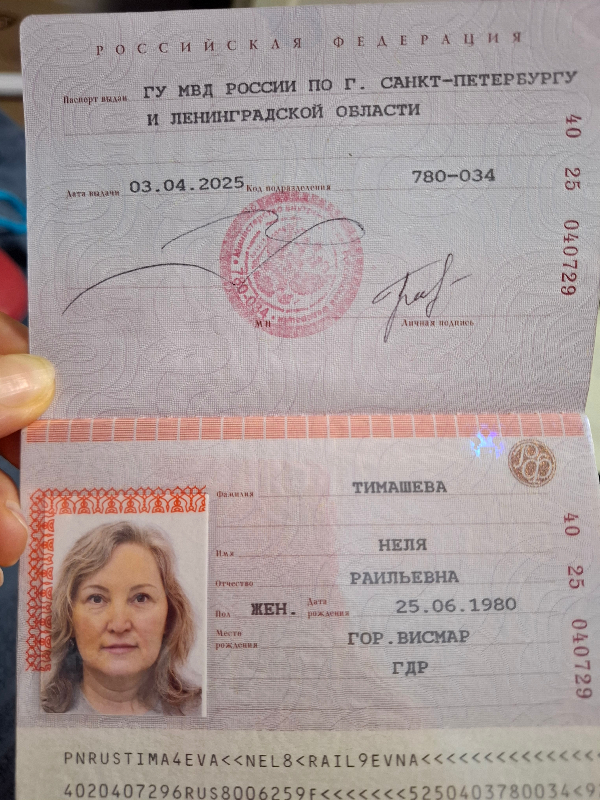 РОССИЙСКАЯ ФЕДЕРАЦИЯ
Паспорт выдан ГУ МВД РОССИИ ПО Г. САНКТ-ПЕТЕРБУРГУ
И ЛЕНИНГРАДСКОЙ ОБЛАСТИ
Дата выдачи 03.04.2025 Код подразделения 780-034
40 25 040729
МП Личная подпись
Фамилия ТИМАШЕВА
Имя НЕЛЯ
Отчество РАИЛЬЕВНА
Пол ЖЕН. Дата рождения 25.06.1980
Место рождения ГОР.ВИСМАР
ГДР
40 25 040729
PNRUSTIMA4EVA<<NEL8<RAIL9EVNA<<<<<<<<<<<<<<
4020407296RUS8006259F<<<<<<<5250403780034<9